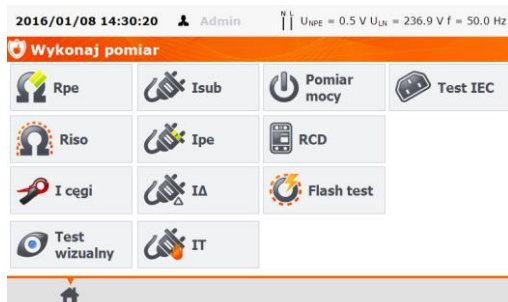 2016/01/08 14:30:20 Admin N L UNPE = 0.5 V ULN = 236.9 V f = 50.0 Hz
Wykonaj pomiar
Rpe Isub Pomiar mocy Test IEC
Riso Ipe RCD
I cęgi IΔ Flash test
Test wizualny IT